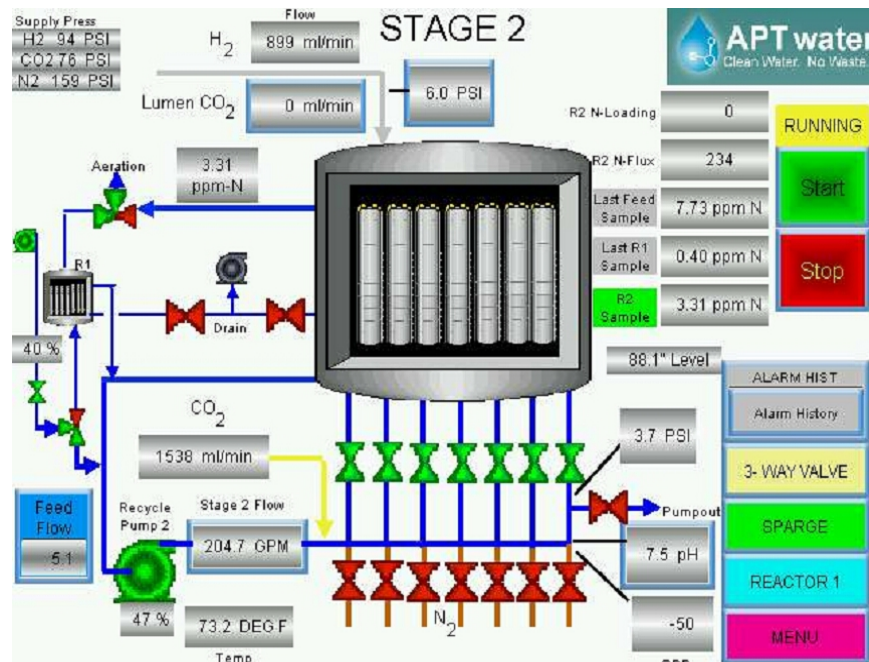 Supply Press
H2 94 PSI
CO2 76 PSI
N2 159 PSI
Flow
H2
899 ml/min
STAGE 2
APT water
Clean Water. No Waste.
Lumen CO2
0 ml/min
6.0 PSI
R2 N-Loading
0
RUNNING
Aeration
3.31
ppm-N
R2 N-Flux
234
Start
Last Feed
Sample
7.73 ppm N
R1
Last R1
Sample
0.40 ppm N
Stop
R2
Sample
3.31 ppm N
Drain
40 %
88.1" Level
ALARM HIST
Alarm History
CO2
1538 ml/min
3.7 PSI
3- WAY VALVE
Feed
Flow
5.1
Recycle
Pump 2
Stage 2 Flow
204.7 GPM
Pumpout
SPARGE
7.5 pH
REACTOR 1
47 %
73.2 DEG F
Temp
N2
-50
MENU